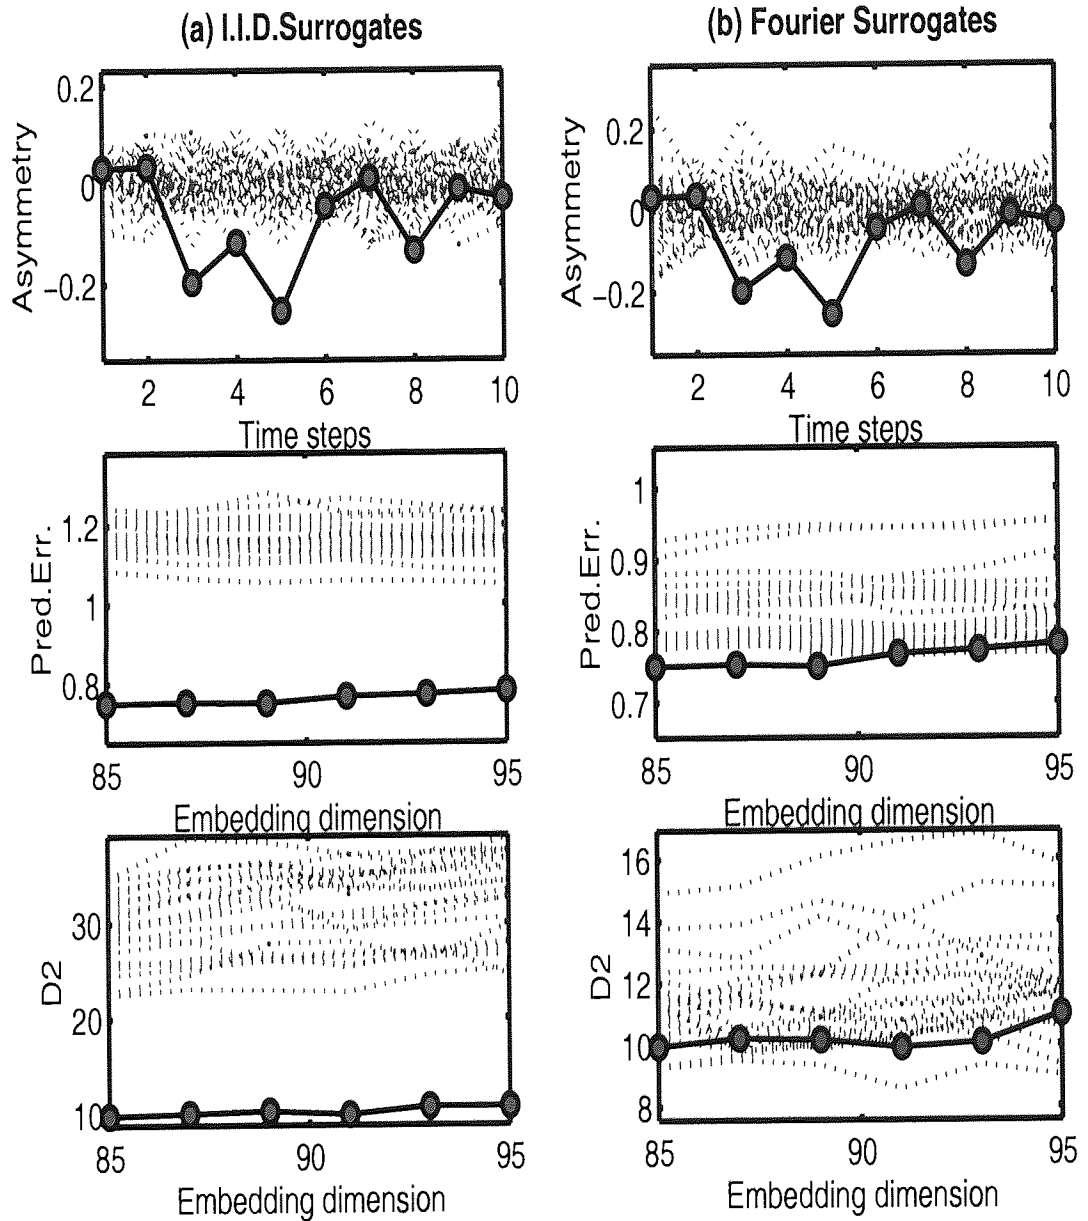 (a) I.I.D.Surrogates
(b) Fourier Surrogates
Asymmetry
0.2
0
−0.2
2 4 6 8 10
Time steps
Asymmetry
0.2
0
−0.2
2 4 6 8 10
Time steps
Pred.Err.
1.2
1
0.8
85 90 95
Embedding dimension
Pred.Err.
1
0.9
0.8
0.7
85 90 95
Embedding dimension
D2
30
20
10
85 90 95
Embedding dimension
D2
16
14
12
10
8
85 90 95
Embedding dimension